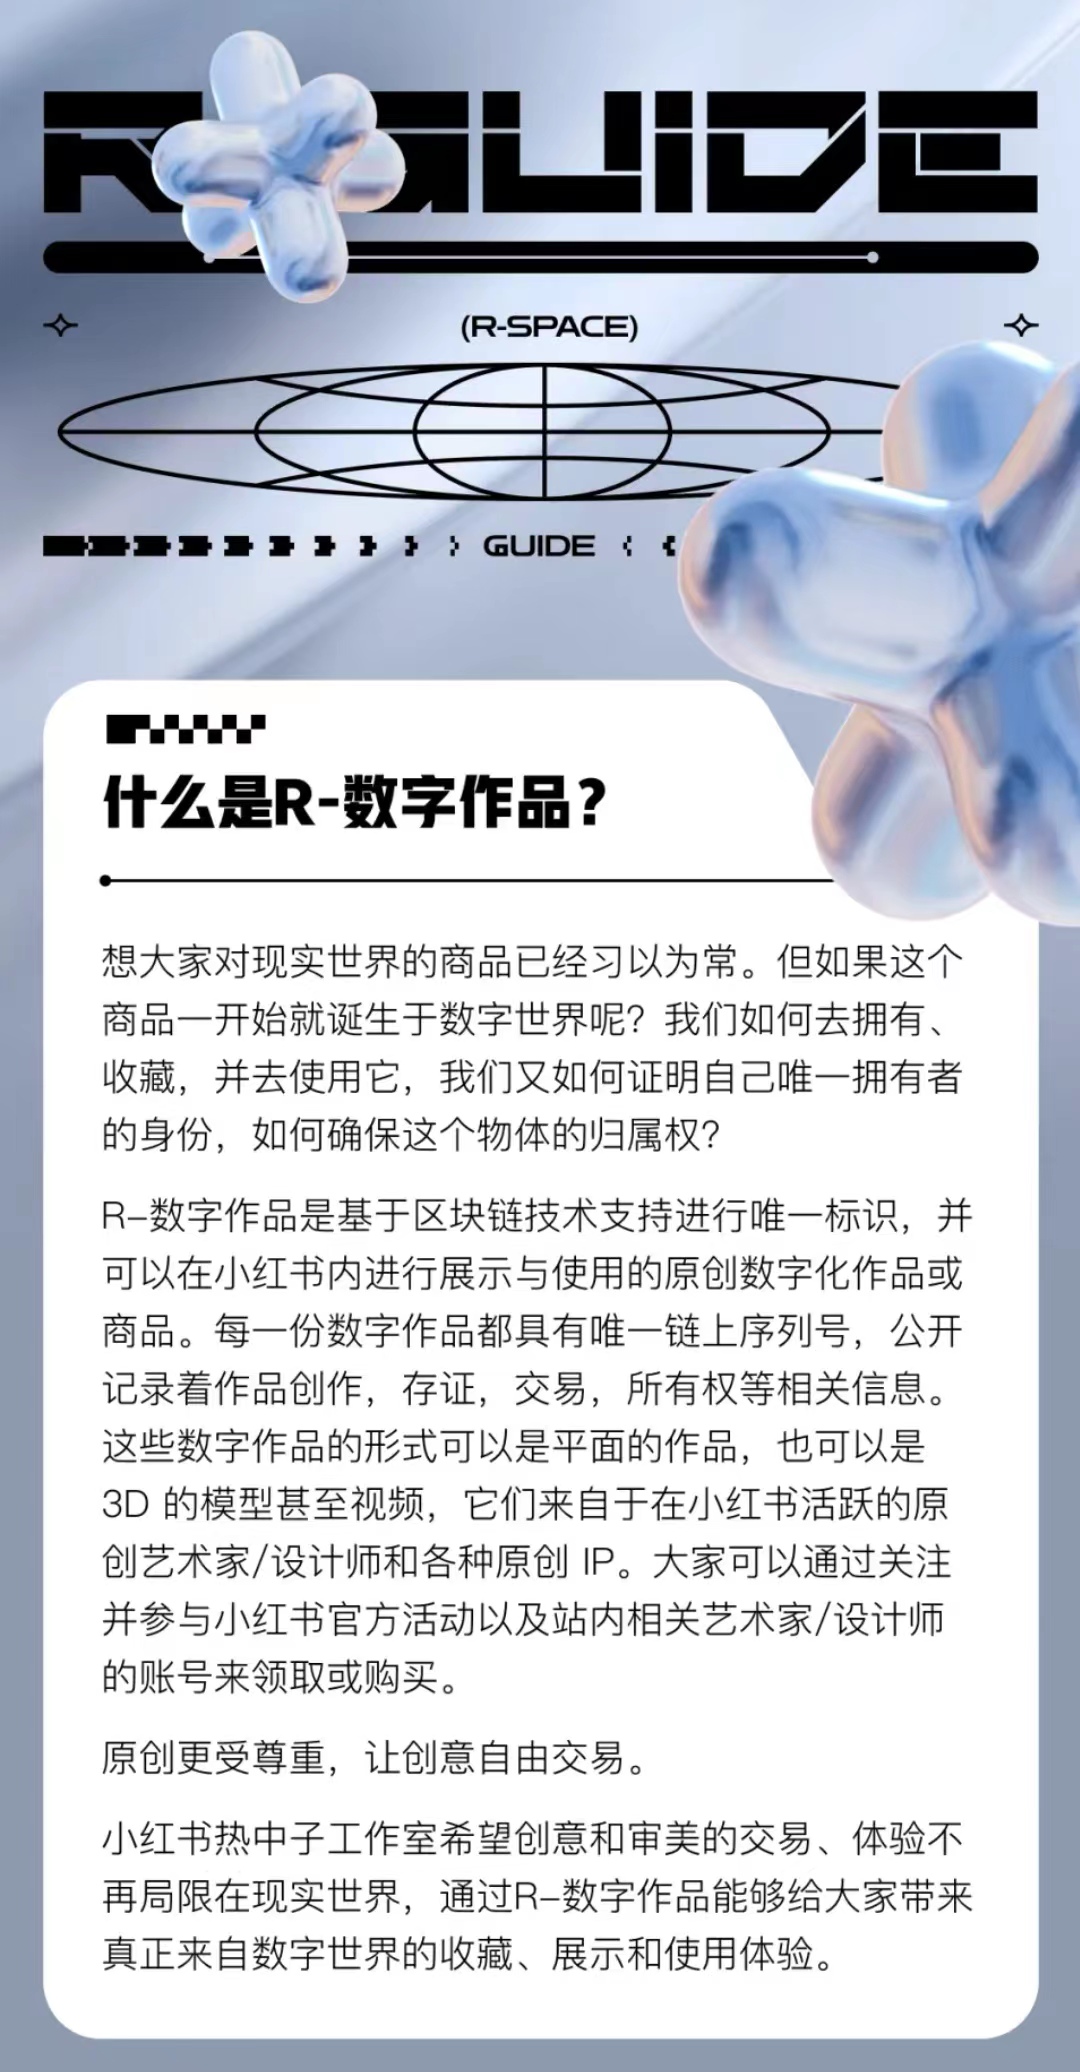 R-GUIDE
(R-SPACE)
GUIDE
什么是R-数字作品？
想大家对现实世界的商品已经习以为常。但如果这个
商品一开始就诞生于数字世界呢？我们如何去拥有、
收藏，并去使用它，我们又如何证明自己唯一拥有者
的身份，如何确保这个物体的归属权？
R-数字作品是基于区块链技术支持进行唯一标识，并
可以在小红书内进行展示与使用的原创数字化作品或
商品。每一份数字作品都具有唯一链上序列号，公开
记录着作品创作，存证，交易，所有权等相关信息。
这些数字作品的形式可以是平面的作品，也可以是
3D 的模型甚至视频，它们来自于在小红书活跃的原
创艺术家/设计师和各种原创 IP。大家可以通过关注
并参与小红书官方活动以及站内相关艺术家/设计师
的账号来领取或购买。
原创更受尊重，让创意自由交易。
小红书热中子工作室希望创意和审美的交易、体验不
再局限在现实世界，通过R-数字作品能够给大家带来
真正来自数字世界的收藏、展示和使用体验。